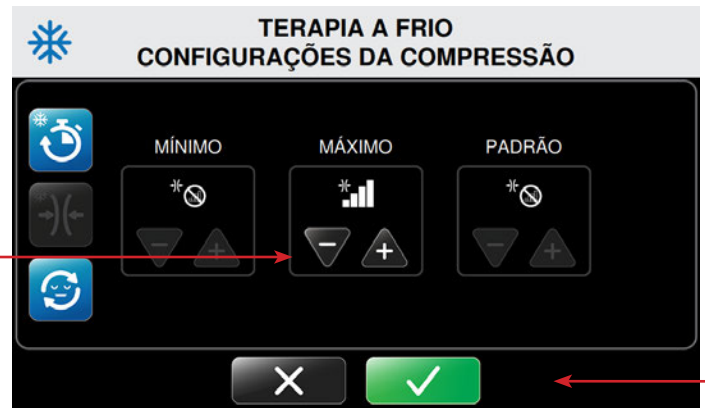 TERAPIA A FRIO
CONFIGURAÇÕES DA COMPRESSÃO
MÍNIMO MÁXIMO PADRÃO